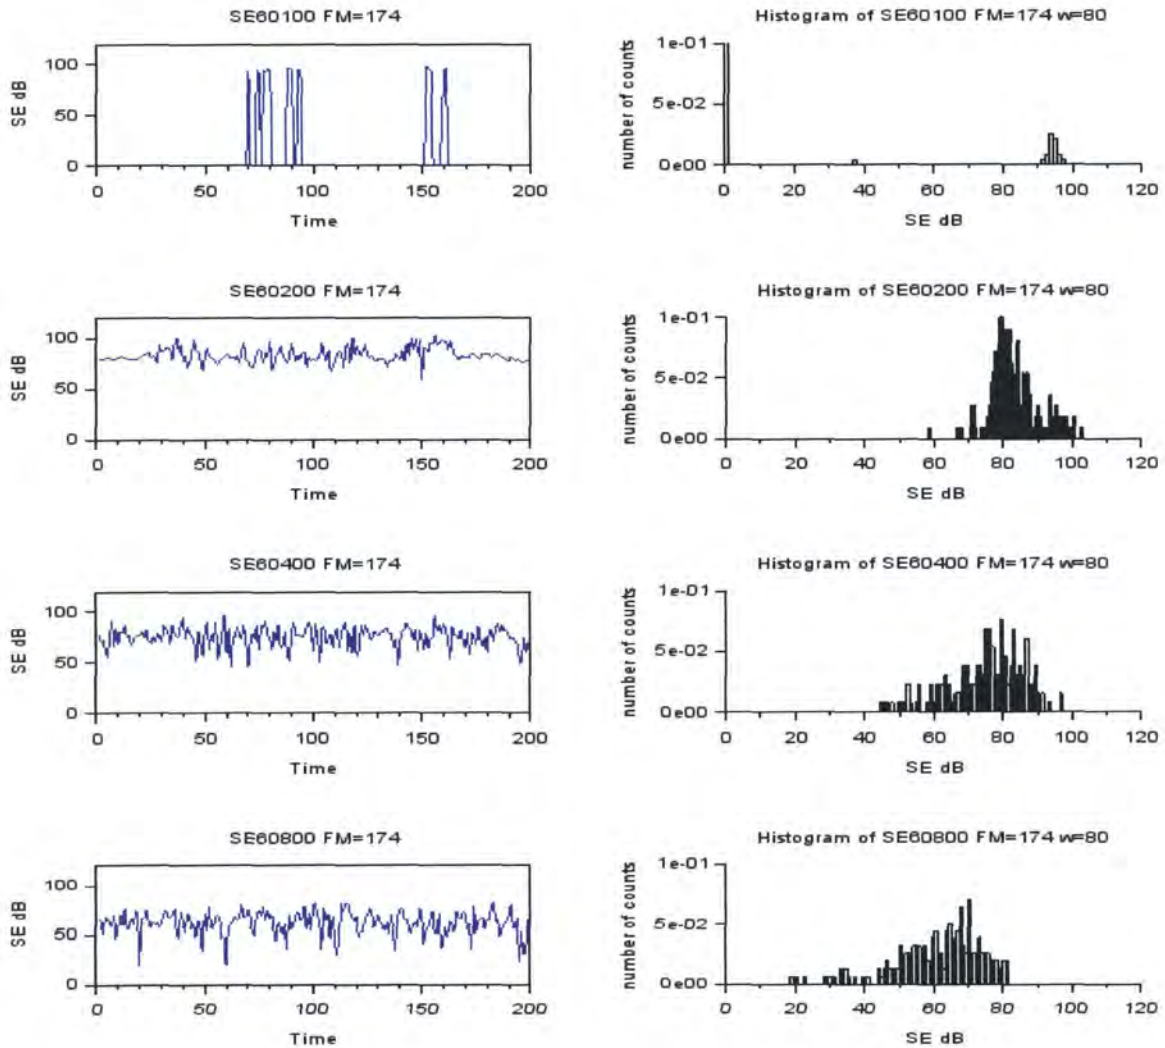 SE60100 FM=174
SE dB
100
50
0
0 50 100 150 200
Time
Histogram of SE60100 FM=174 w=80
number of counts
1e-01
5e-02
0e00
0 20 40 60 80 100 120
SE dB
SE60200 FM=174
SE dB
100
50
0
0 50 100 150 200
Time
Histogram of SE60200 FM=174 w=80
number of counts
1e-01
5e-02
0e00
0 20 40 60 80 100 120
SE dB
SE60400 FM=174
SE dB
100
50
0
0 50 100 150 200
Time
Histogram of SE60400 FM=174 w=80
number of counts
1e-01
5e-02
0e00
0 20 40 60 80 100 120
SE dB
SE60800 FM=174
SE dB
100
50
0
0 50 100 150 200
Time
Histogram of SE60800 FM=174 w=80
number of counts
1e-01
5e-02
0e00
0 20 40 60 80 100 120
SE dB